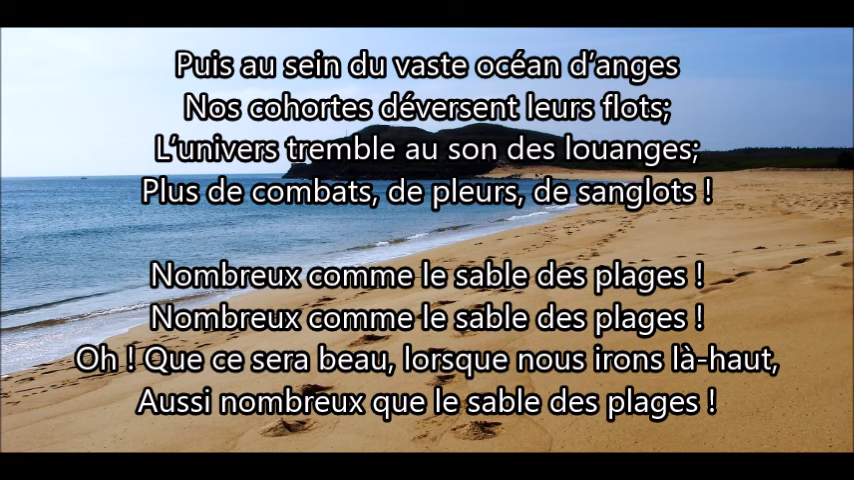 Puis au sein du vaste océan d’anges
Nos cohortes déversent leurs flots;
L’univers tremble au son des louanges;
Plus de combats, de pleurs, de sanglots !
Nombreux comme le sable des plages !
Nombreux comme le sable des plages !
Oh ! Que ce sera beau, lorsque nous irons là-haut,
Aussi nombreux que le sable des plages !